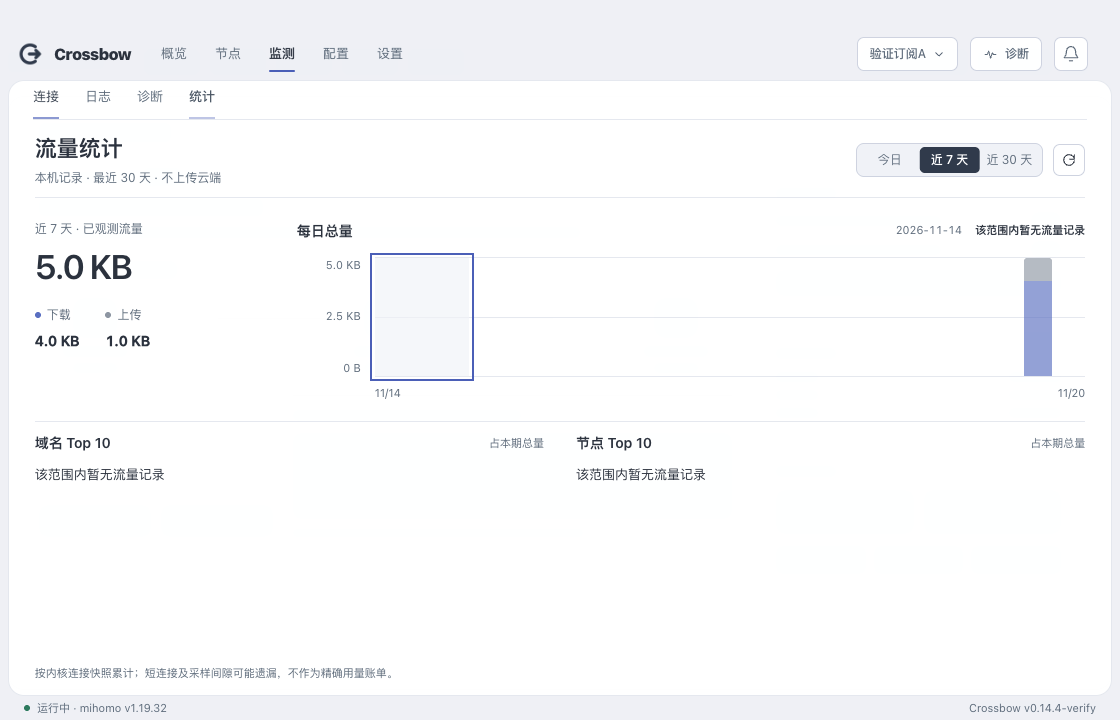 Crossbow 概览 节点 监测 配置 设置 验证订阅A 诊断
连接 日志 诊断 统计
流量统计
本机记录 · 最近 30 天 · 不上传云端
今日 近 7 天 近 30 天
近 7 天 · 已观测流量
5.0 KB
下载 上传
4.0 KB 1.0 KB
每日总量 2026-11-14 该范围内暂无流量记录
5.0 KB
2.5 KB
0 B
11/14 11/20
域名 Top 10 占本期总量
该范围内暂无流量记录
节点 Top 10 占本期总量
该范围内暂无流量记录
按内核连接快照累计；短连接及采样间隙可能遗漏，不作为精确用量账单。
运行中 · mihomo v1.19.32 Crossbow v0.14.4-verify